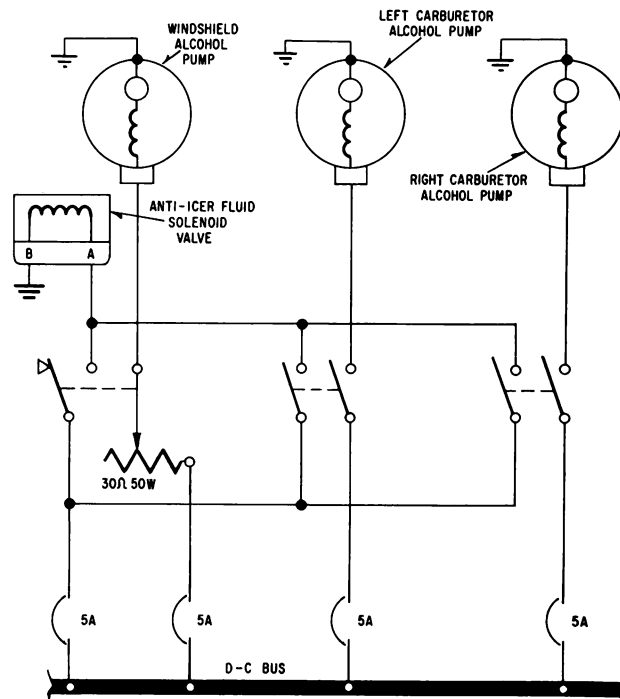 WINDSHIELD
ALCOHOL
PUMP
LEFT CARBURETOR
ALCOHOL PUMP
RIGHT CARBURETOR
ALCOHOL PUMP
ANTI-ICER FLUID
SOLENOID
VALVE
B A
30Ω 50W
5A
5A
5A
5A
D-C BUS